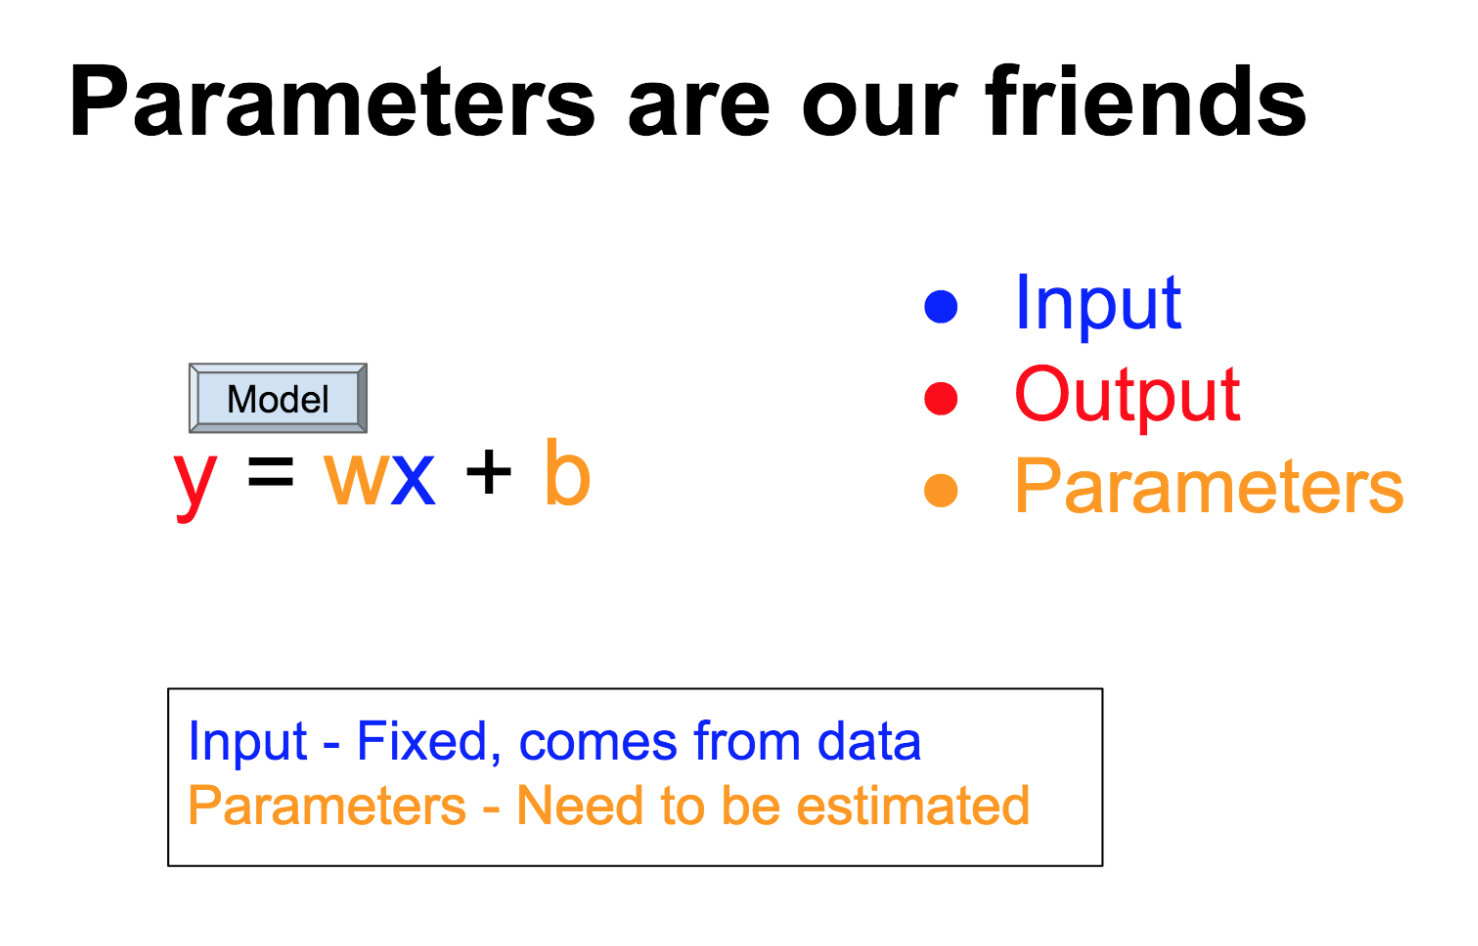 Parameters are our friends
Model
y = wx + b
● Input
● Output
● Parameters
Input - Fixed, comes from data
Parameters - Need to be estimated